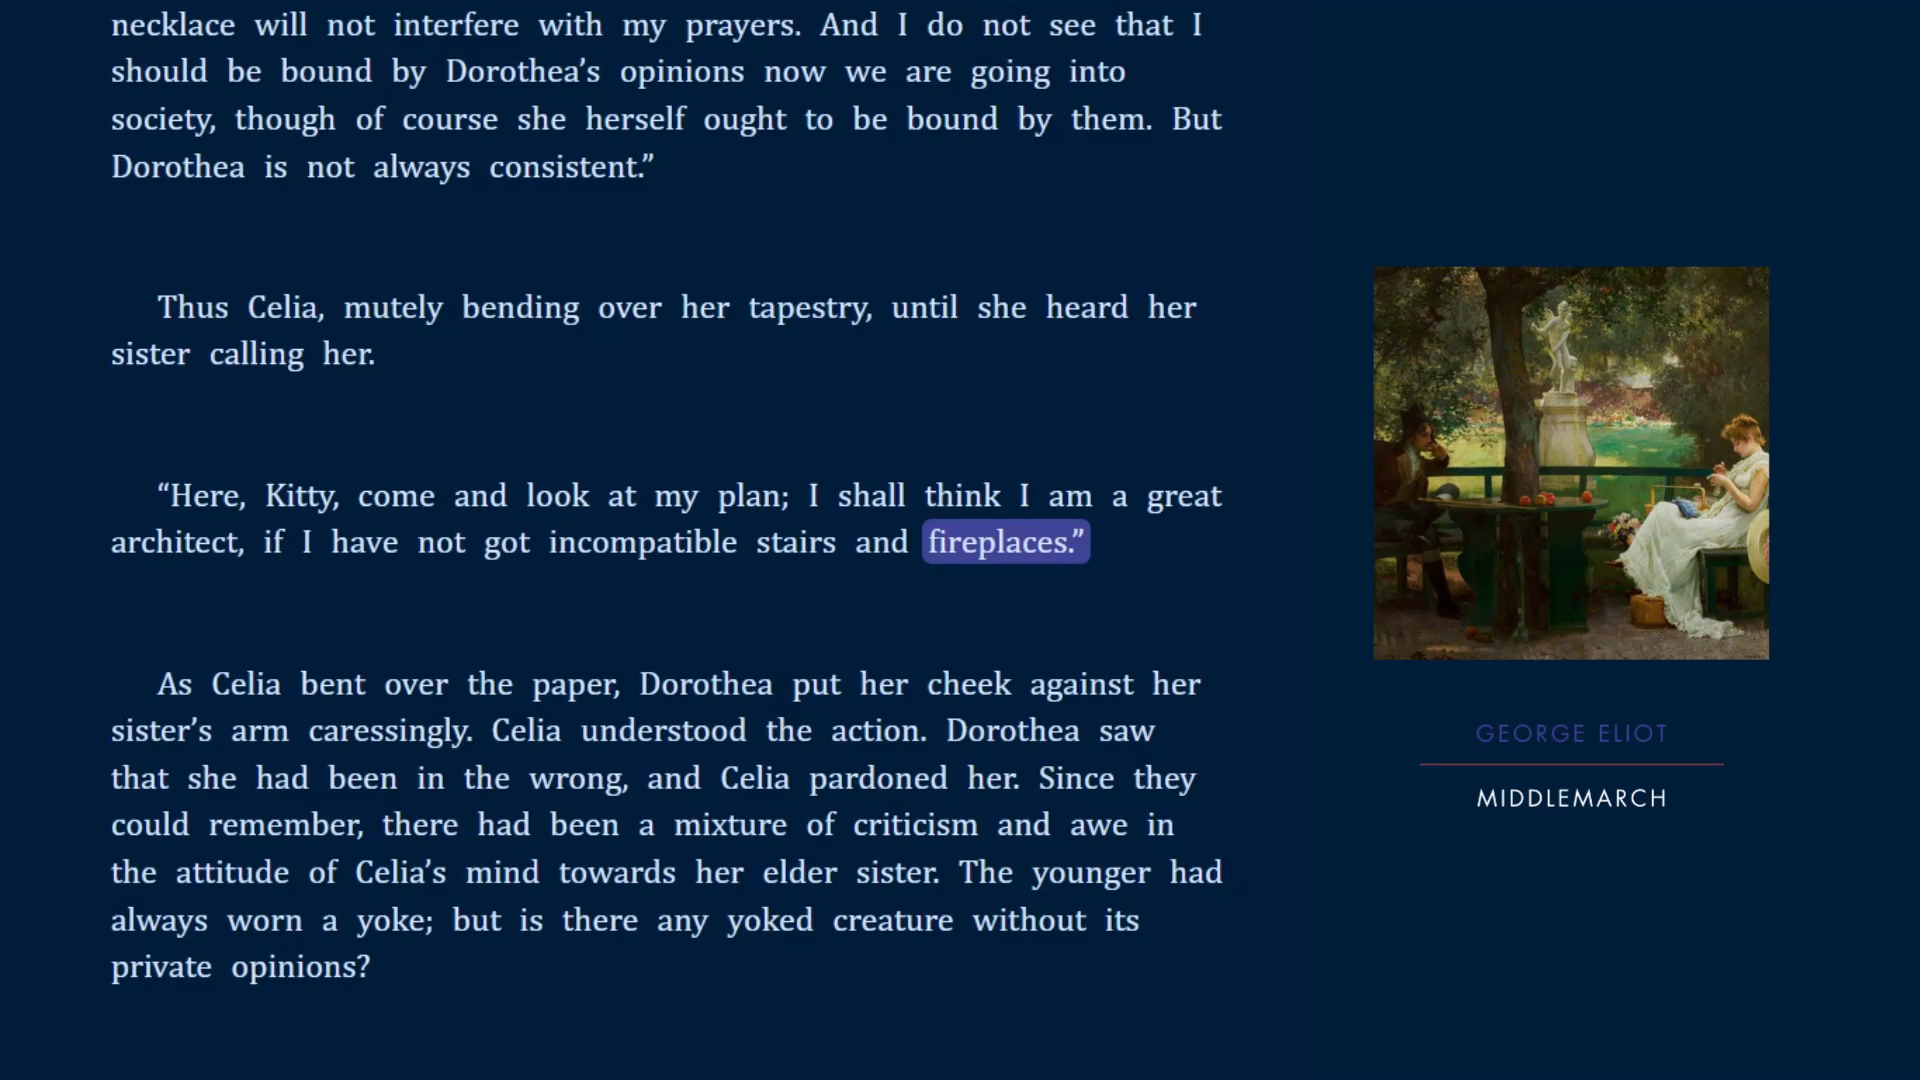 necklace will not interfere with my prayers. And I do not see that I
should be bound by Dorothea’s opinions now we are going into
society, though of course she herself ought to be bound by them. But
Dorothea is not always consistent.”
Thus Celia, mutely bending over her tapestry, until she heard her
sister calling her.
“Here, Kitty, come and look at my plan; I shall think I am a great
architect, if I have not got incompatible stairs and fireplaces.”
As Celia bent over the paper, Dorothea put her cheek against her
sister’s arm caressingly. Celia understood the action. Dorothea saw
that she had been in the wrong, and Celia pardoned her. Since they
could remember, there had been a mixture of criticism and awe in
the attitude of Celia’s mind towards her elder sister. The younger had
always worn a yoke; but is there any yoked creature without its
private opinions?
GEORGE ELIOT
MIDDLEMARCH